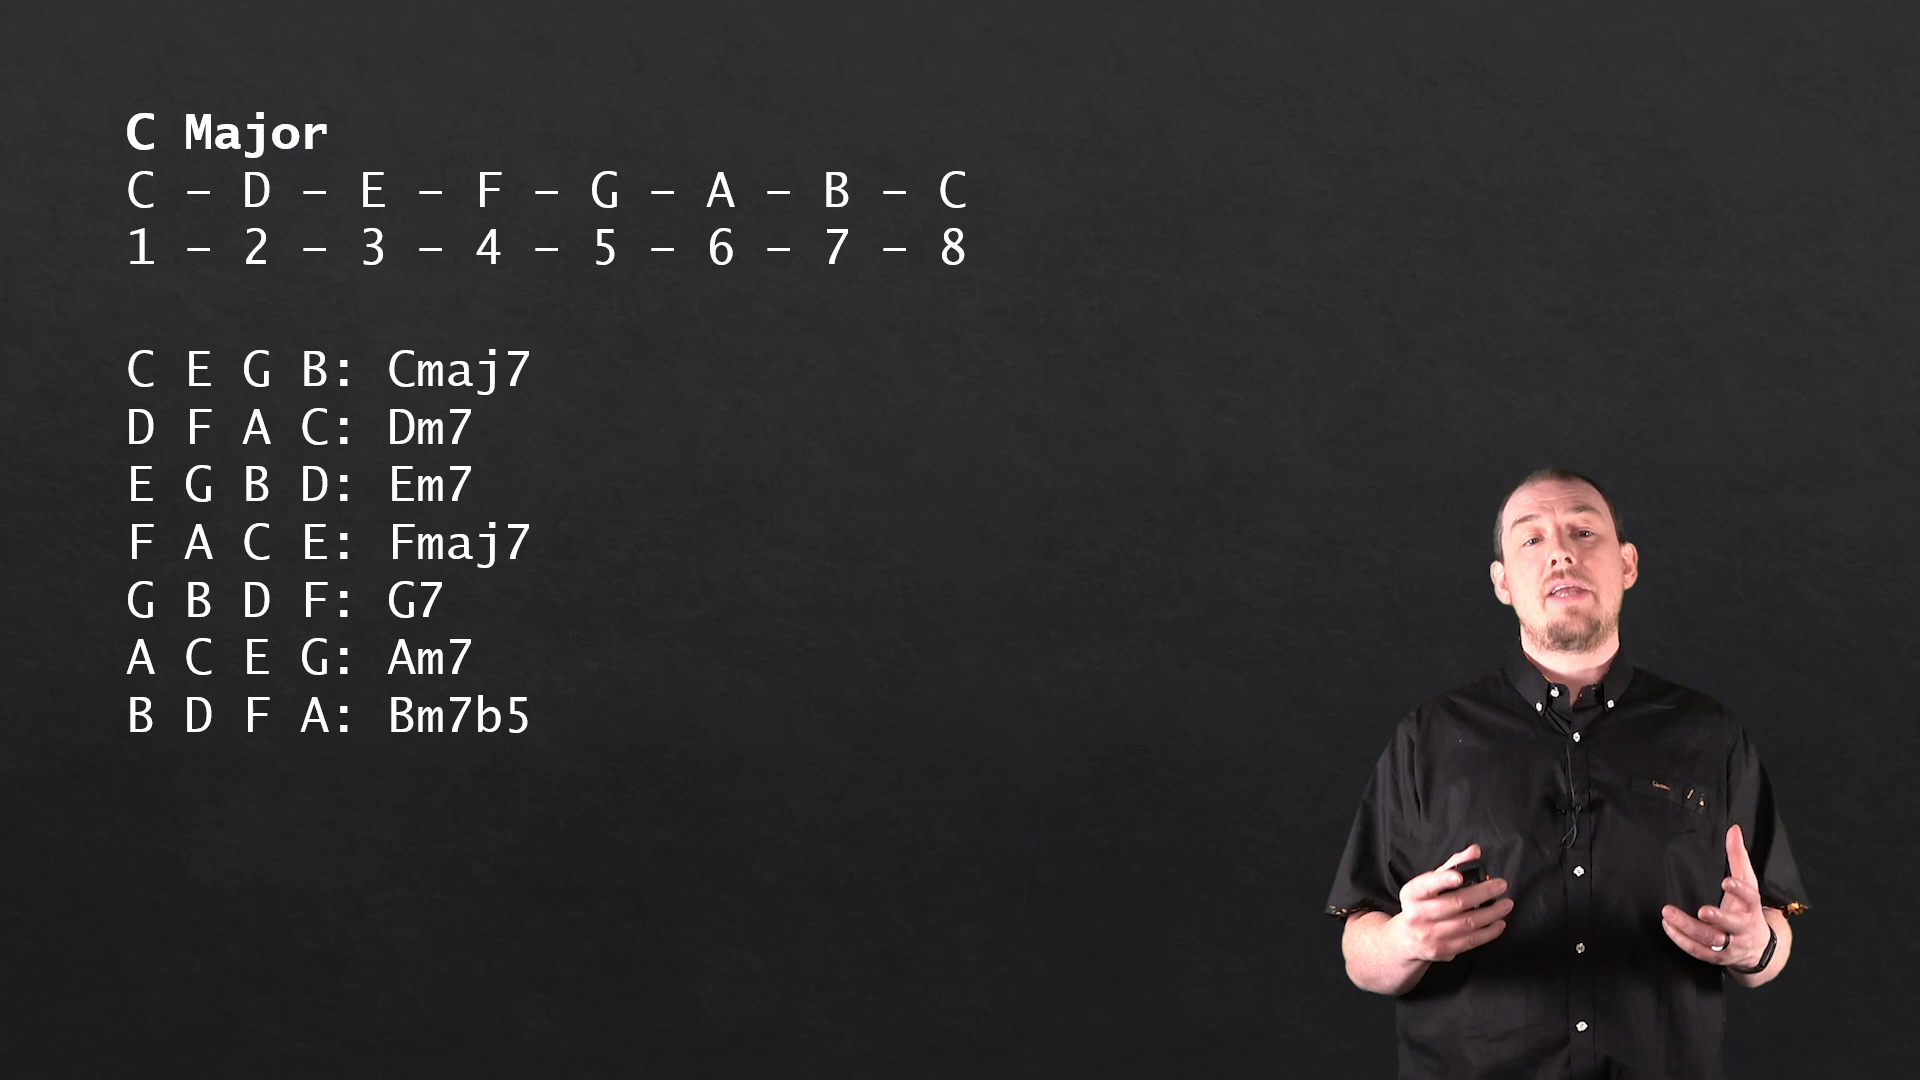 C Major
C – D – E – F – G – A – B – C
1 – 2 – 3 – 4 – 5 – 6 – 7 – 8
C E G B: Cmaj7
D F A C: Dm7
E G B D: Em7
F A C E: Fmaj7
G B D F: G7
A C E G: Am7
B D F A: Bm7b5